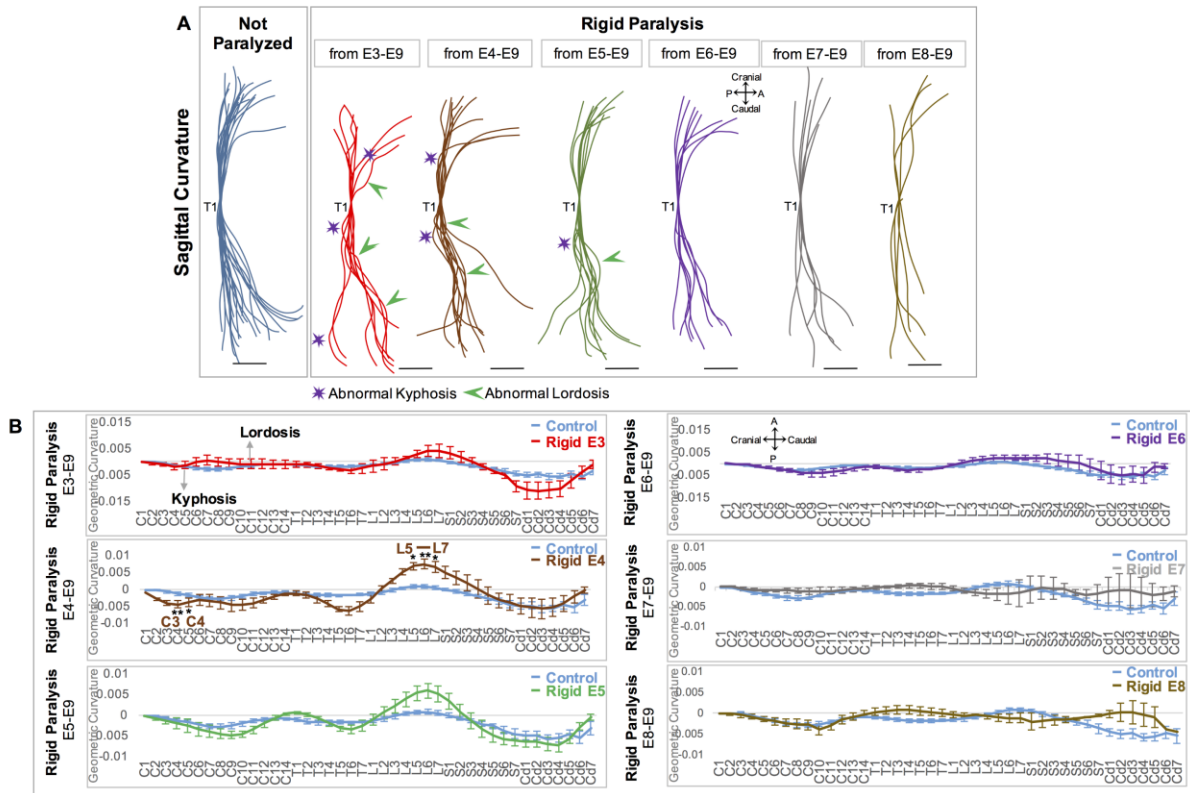 A
Not
Paralyzed
Rigid Paralysis
from E3-E9
from E4-E9
from E5-E9
from E6-E9
from E7-E9
from E8-E9
Sagittal Curvature
Cranial
P A
Caudal
T1
T1
T1
T1
T1
T1
T1
Abnormal Kyphosis
Abnormal Lordosis
B
Rigid Paralysis
E3-E9
Geometric Curvature
0.015
0.005
0.005
0.015
Lordosis
Kyphosis
Control
Rigid E3
C1 C2 C3 C4 C5 C6 C7 C8 C9 C10 C11 C12 C13 C14 T1 T2 T3 T4 T5 T6 T7 L1 L2 L3 L4 L5 L6 L7 S1 S2 S3 S4 S5 S6 S7 Cd1 Cd2 Cd3 Cd4 Cd5 Cd6 Cd7
Rigid Paralysis
E4-E9
Geometric Curvature
0.01
0.005
0
-0.005
-0.01
L5 — L7
* ** *
** *
C3 C4
Control
Rigid E4
C1 C2 C3 C4 C5 C6 C7 C8 C9 C10 C11 C12 C13 C14 T1 T2 T3 T4 T5 T6 T7 L1 L2 L3 L4 L5 L6 L7 S1 S2 S3 S4 S5 S6 S7 Cd1 Cd2 Cd3 Cd4 Cd5 Cd6 Cd7
Rigid Paralysis
E5-E9
Geometric Curvature
0.01
0.005
0
-0.005
-0.01
Control
Rigid E5
C1 C2 C3 C4 C5 C6 C7 C8 C9 C10 C11 C12 C13 C14 T1 T2 T3 T4 T5 T6 T7 L1 L2 L3 L4 L5 L6 L7 S1 S2 S3 S4 S5 S6 S7 Cd1 Cd2 Cd3 Cd4 Cd5 Cd6 Cd7
Rigid Paralysis
E6-E9
Geometric Curvature
0.015
0.005
0.005
0.015
A
Cranial Caudal
P
Control
Rigid E6
C1 C2 C3 C4 C5 C6 C7 C8 C9 C10 C11 C12 C13 C14 T1 T2 T3 T4 T5 T6 T7 L1 L2 L3 L4 L5 L6 L7 S1 S2 S3 S4 S5 S6 S7 Cd1 Cd2 Cd3 Cd4 Cd5 Cd6 Cd7
Rigid Paralysis
E7-E9
Geometric Curvature
0.01
0.005
0
-0.005
-0.01
Control
Rigid E7
C1 C2 C3 C4 C5 C6 C7 C8 C9 C10 C11 C12 C13 C14 T1 T2 T3 T4 T5 T6 T7 L1 L2 L3 L4 L5 L6 L7 S1 S2 S3 S4 S5 S6 S7 Cd1 Cd2 Cd3 Cd4 Cd5 Cd6 Cd7
Rigid Paralysis
E8-E9
Geometric Curvature
0.01
0.005
0
-0.005
-0.01
Control
Rigid E8
C1 C2 C3 C4 C5 C6 C7 C8 C9 C10 C11 C12 C13 C14 T1 T2 T3 T4 T5 T6 T7 L1 L2 L3 L4 L5 L6 L7 S1 S2 S3 S4 S5 S6 S7 Cd1 Cd2 Cd3 Cd4 Cd5 Cd6 Cd7